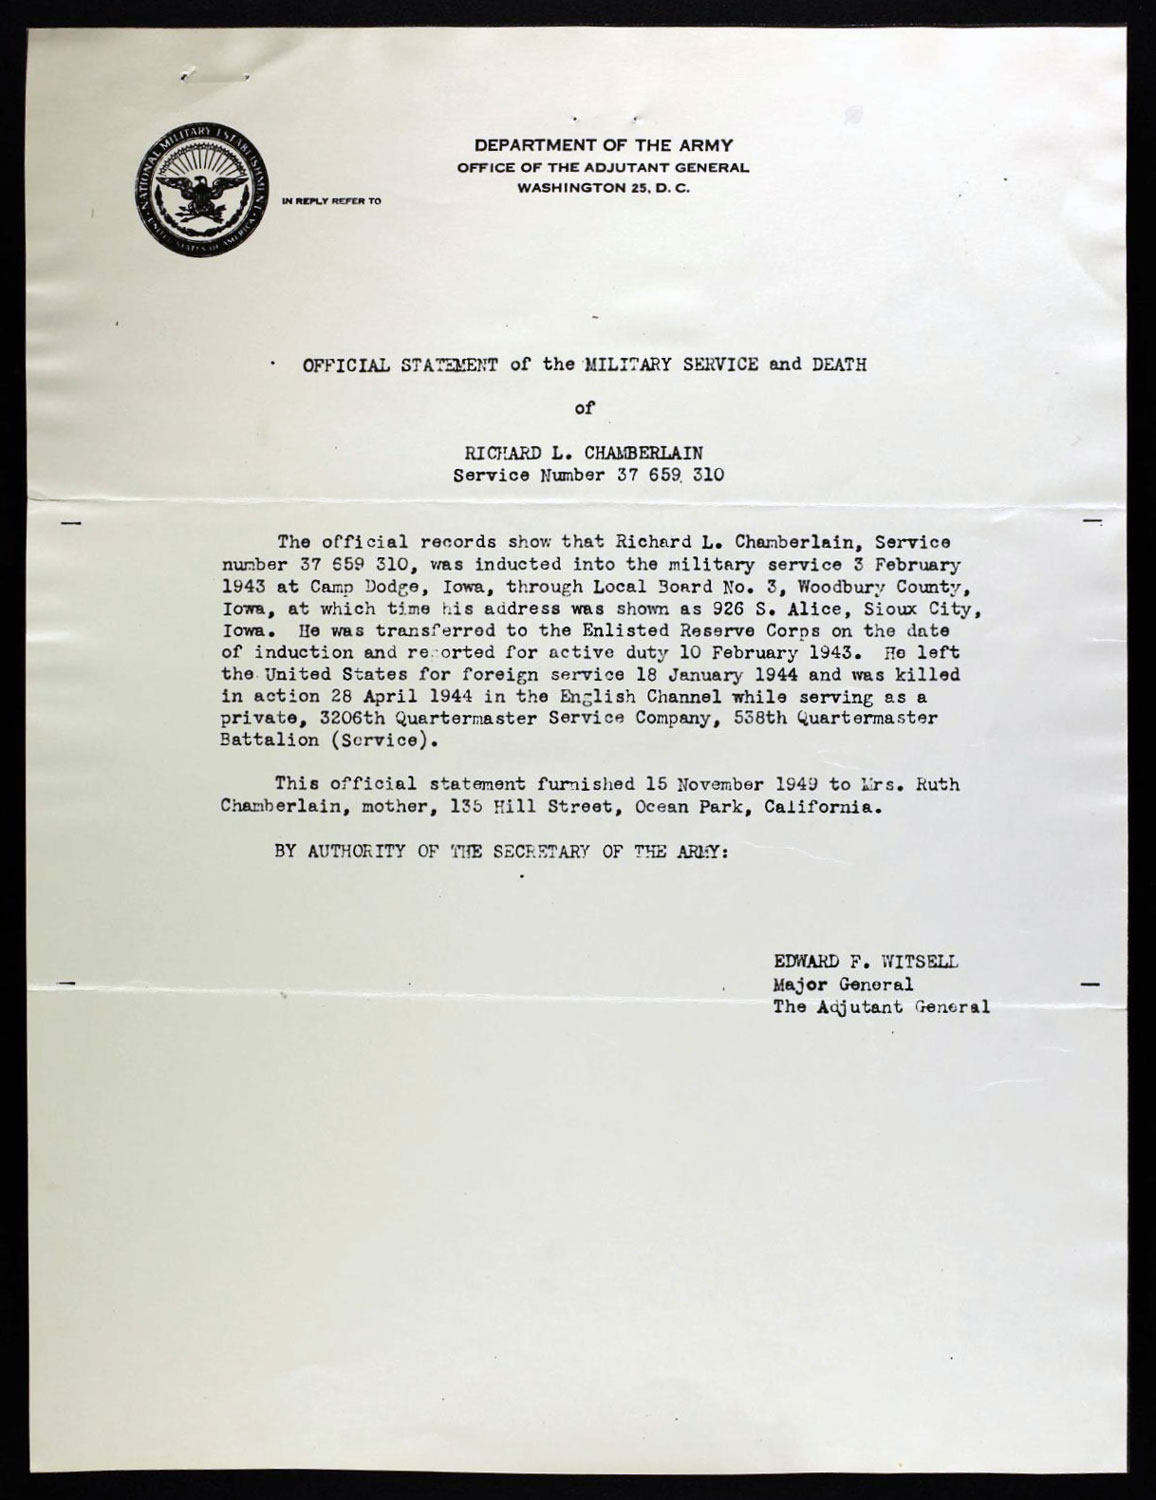 NATIONAL MILITARY ESTABLISHMENT
UNITED STATES OF AMERICA
DEPARTMENT OF THE ARMY
OFFICE OF THE ADJUTANT GENERAL
WASHINGTON 25, D. C.
IN REPLY REFER TO
OFFICIAL STATEMENT of the MILITARY SERVICE and DEATH
of
RICHARD L. CHAMBERLAIN
Service Number 37 659 310
The official records show that Richard L. Chamberlain, Service
number 37 659 310, was inducted into the military service 3 February
1943 at Camp Dodge, Iowa, through Local Board No. 3, Woodbury County,
Iowa, at which time his address was shown as 926 S. Alice, Sioux City,
Iowa. He was transferred to the Enlisted Reserve Corps on the date
of induction and reported for active duty 10 February 1943. He left
the United States for foreign service 18 January 1944 and was killed
in action 28 April 1944 in the English Channel while serving as a
private, 3206th Quartermaster Service Company, 538th Quartermaster
Battalion (Service).
This official statement furnished 15 November 1949 to Mrs. Ruth
Chamberlain, mother, 135 Hill Street, Ocean Park, California.
BY AUTHORITY OF THE SECRETARY OF THE ARMY:
EDWARD F. WITSELL
Major General
The Adjutant General